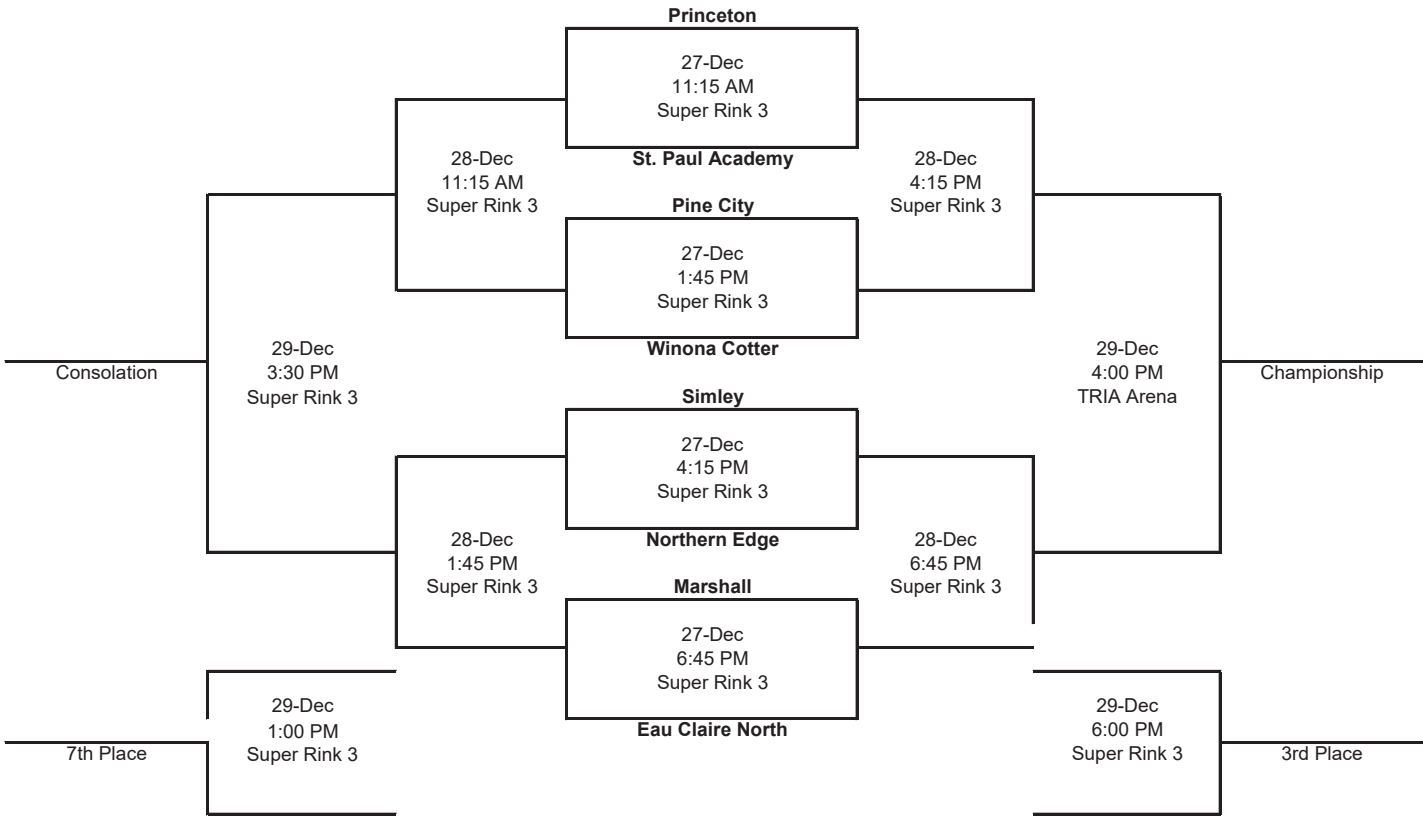 Princeton
27-Dec
11:15 AM
Super Rink 3
St. Paul Academy
28-Dec
11:15 AM
Super Rink 3
28-Dec
4:15 PM
Super Rink 3
Pine City
27-Dec
1:45 PM
Super Rink 3
Winona Cotter
29-Dec
3:30 PM
Super Rink 3
Consolation
29-Dec
4:00 PM
TRIA Arena
Championship
Simley
27-Dec
4:15 PM
Super Rink 3
Northern Edge
28-Dec
1:45 PM
Super Rink 3
28-Dec
6:45 PM
Super Rink 3
Marshall
27-Dec
6:45 PM
Super Rink 3
Eau Claire North
29-Dec
1:00 PM
Super Rink 3
7th Place
29-Dec
6:00 PM
Super Rink 3
3rd Place